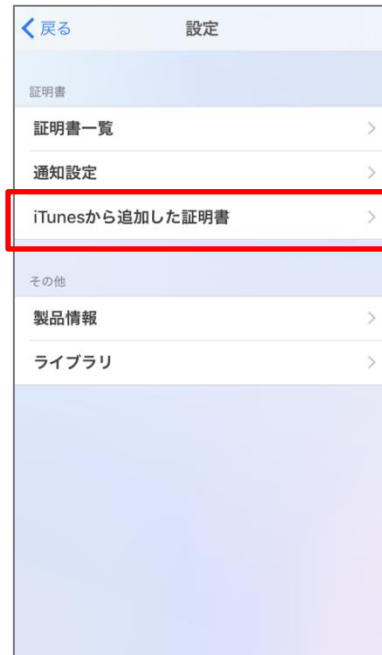 戻る 設定
証明書
証明書一覧
通知設定
iTunesから追加した証明書
その他
製品情報
ライブラリ